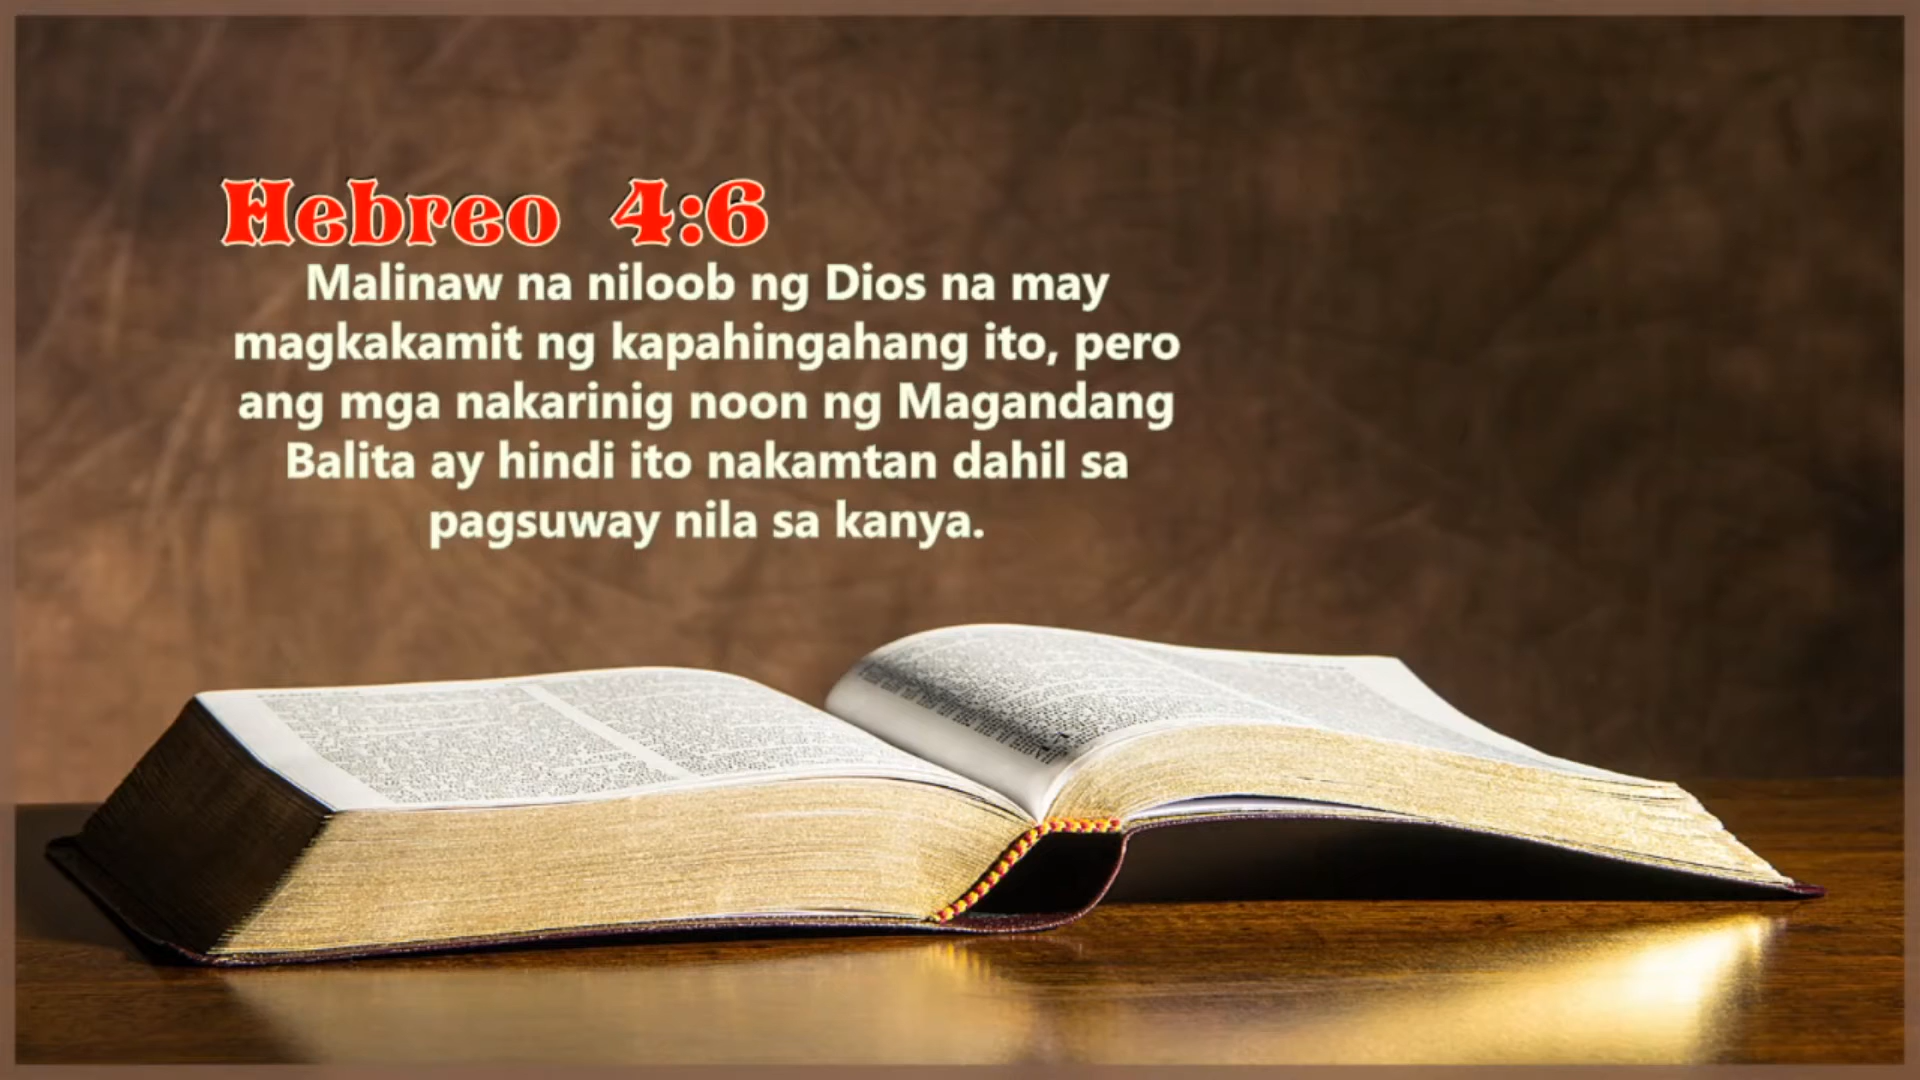 Hebreo 4:6
Malinaw na niloob ng Dios na may
magkakamit ng kapahingahang ito, pero
ang mga nakarinig noon ng Magandang
Balita ay hindi ito nakamtan dahil sa
pagsuway nila sa kanya.